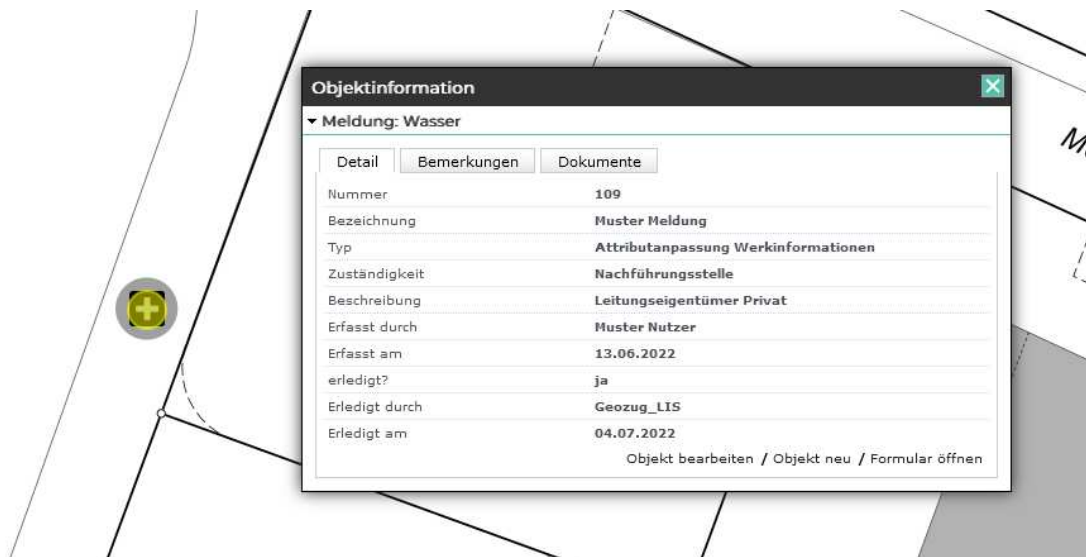 Objektinformation
Meldung: Wasser
Detail Bemerkungen Dokumente
Nummer 109
Bezeichnung Muster Meldung
Typ Attributanpassung Werkinformationen
Zuständigkeit Nachführungsstelle
Beschreibung Leitungseigentümer Privat
Erfasst durch Muster Nutzer
Erfasst am 13.06.2022
erledigt? ja
Erledigt durch Geozug_LIS
Erledigt am 04.07.2022
Objekt bearbeiten / Objekt neu / Formular öffnen